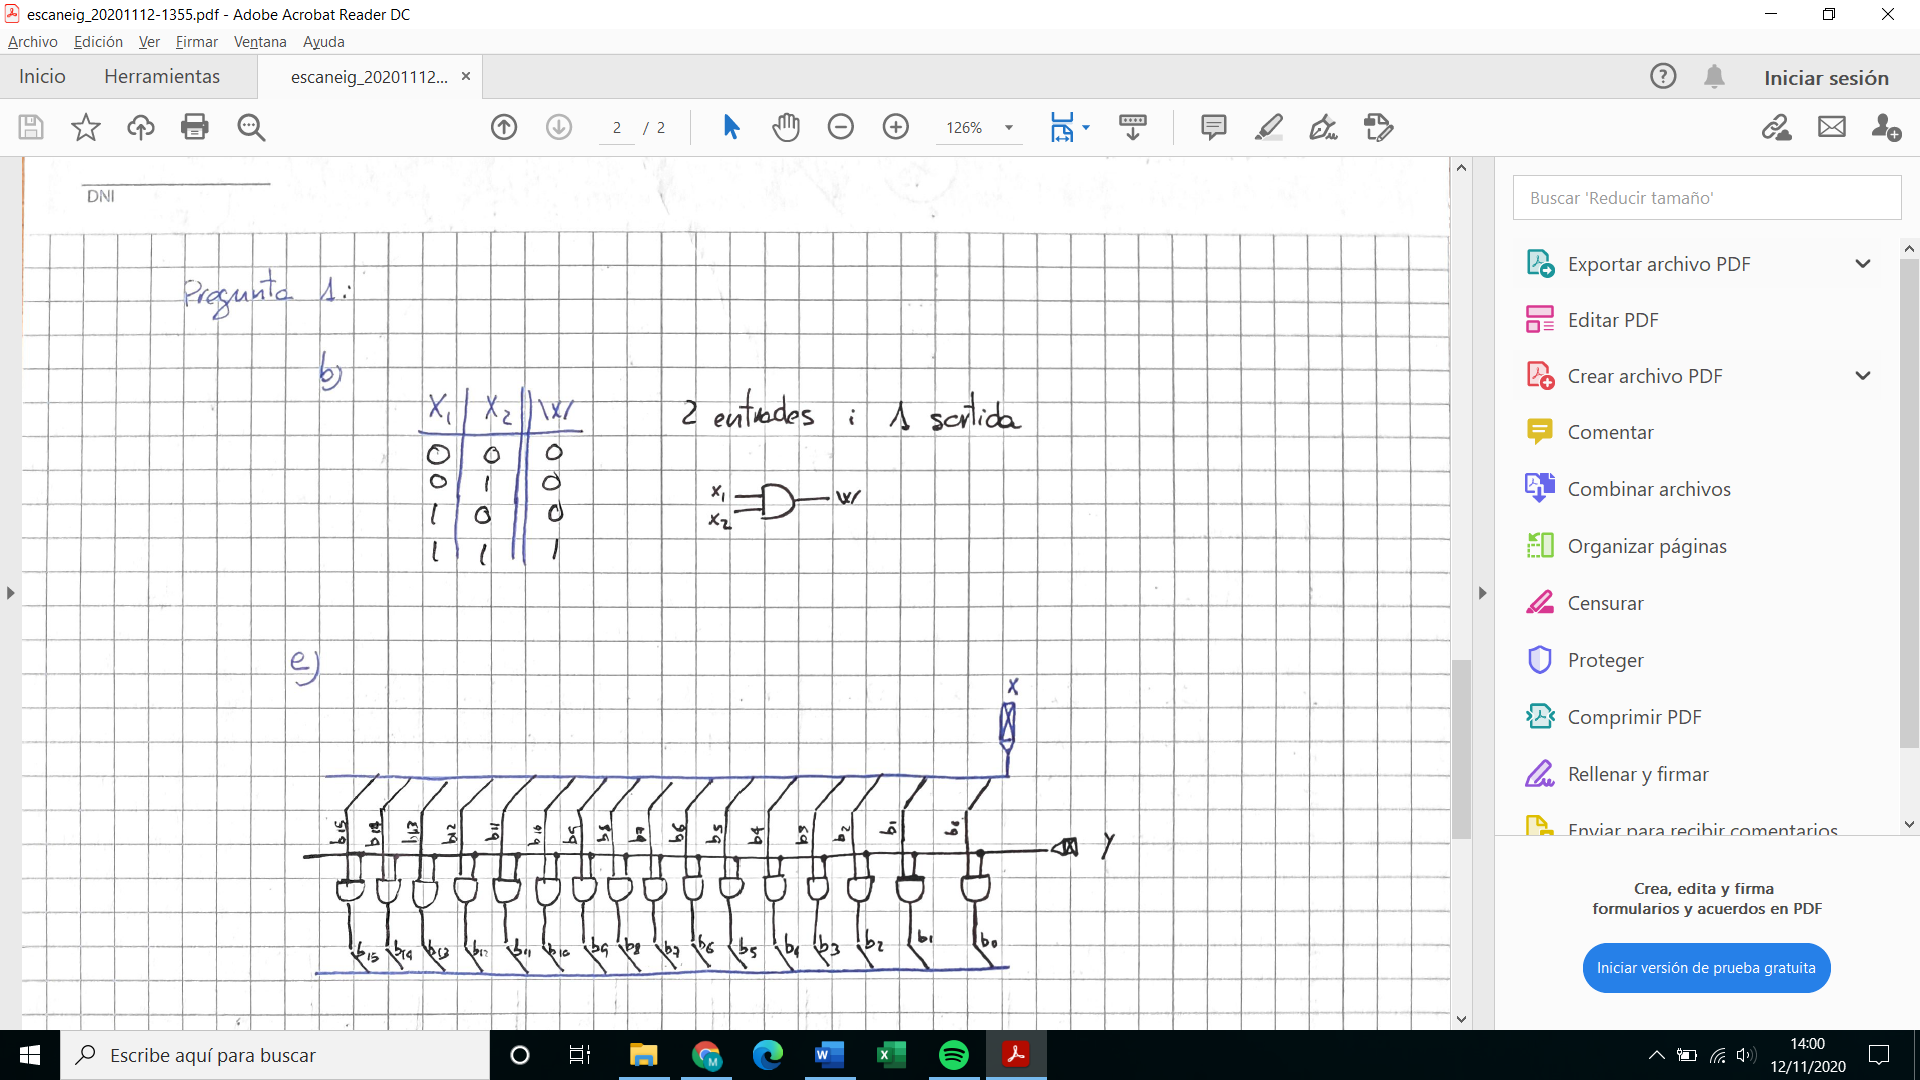 escaneig_20201112-1355.pdf - Adobe Acrobat Reader DC
Archivo Edición Ver Firmar Ventana Ayuda
Inicio Herramientas escaneig_20201112... × Iniciar sesión
2 / 2 126%
DNI
Pregunta 1:
b)
X1 X2 W
0 0 0
0 1 0
1 0 0
1 1 1
2 entrades i 1 sortida
x1 W
x2
e)
X
b15 b14 b13 b12 b11 b10 b9 b8 b7 b6 b5 b4 b3 b2 b1 b0
Y
b15 b14 b13 b12 b11 b10 b9 b8 b7 b6 b5 b4 b3 b2 b1 b0
Buscar 'Reducir tamaño'
Exportar archivo PDF
Editar PDF
Crear archivo PDF
Comentar
Combinar archivos
Organizar páginas
Censurar
Proteger
Comprimir PDF
Rellenar y firmar
Enviar para recibir comentarios
Crea, edita y firma
formularios y acuerdos en PDF
Iniciar versión de prueba gratuita
Escribe aquí para buscar
14:00
12/11/2020